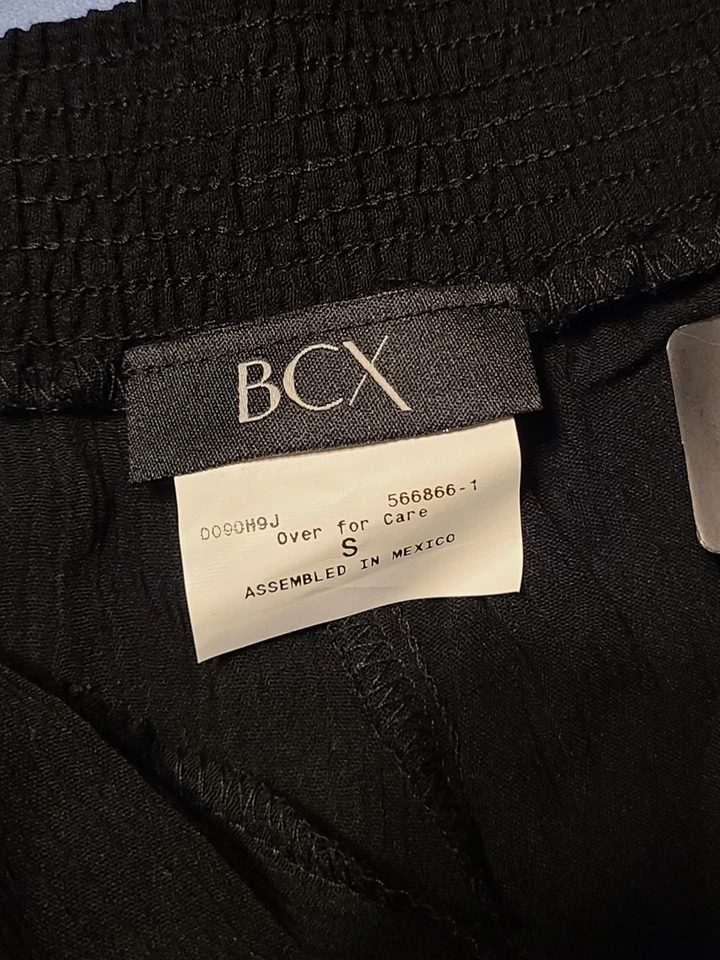 BCX
D090H9J 566866-1
Over for Care
S
ASSEMBLED IN MEXICO